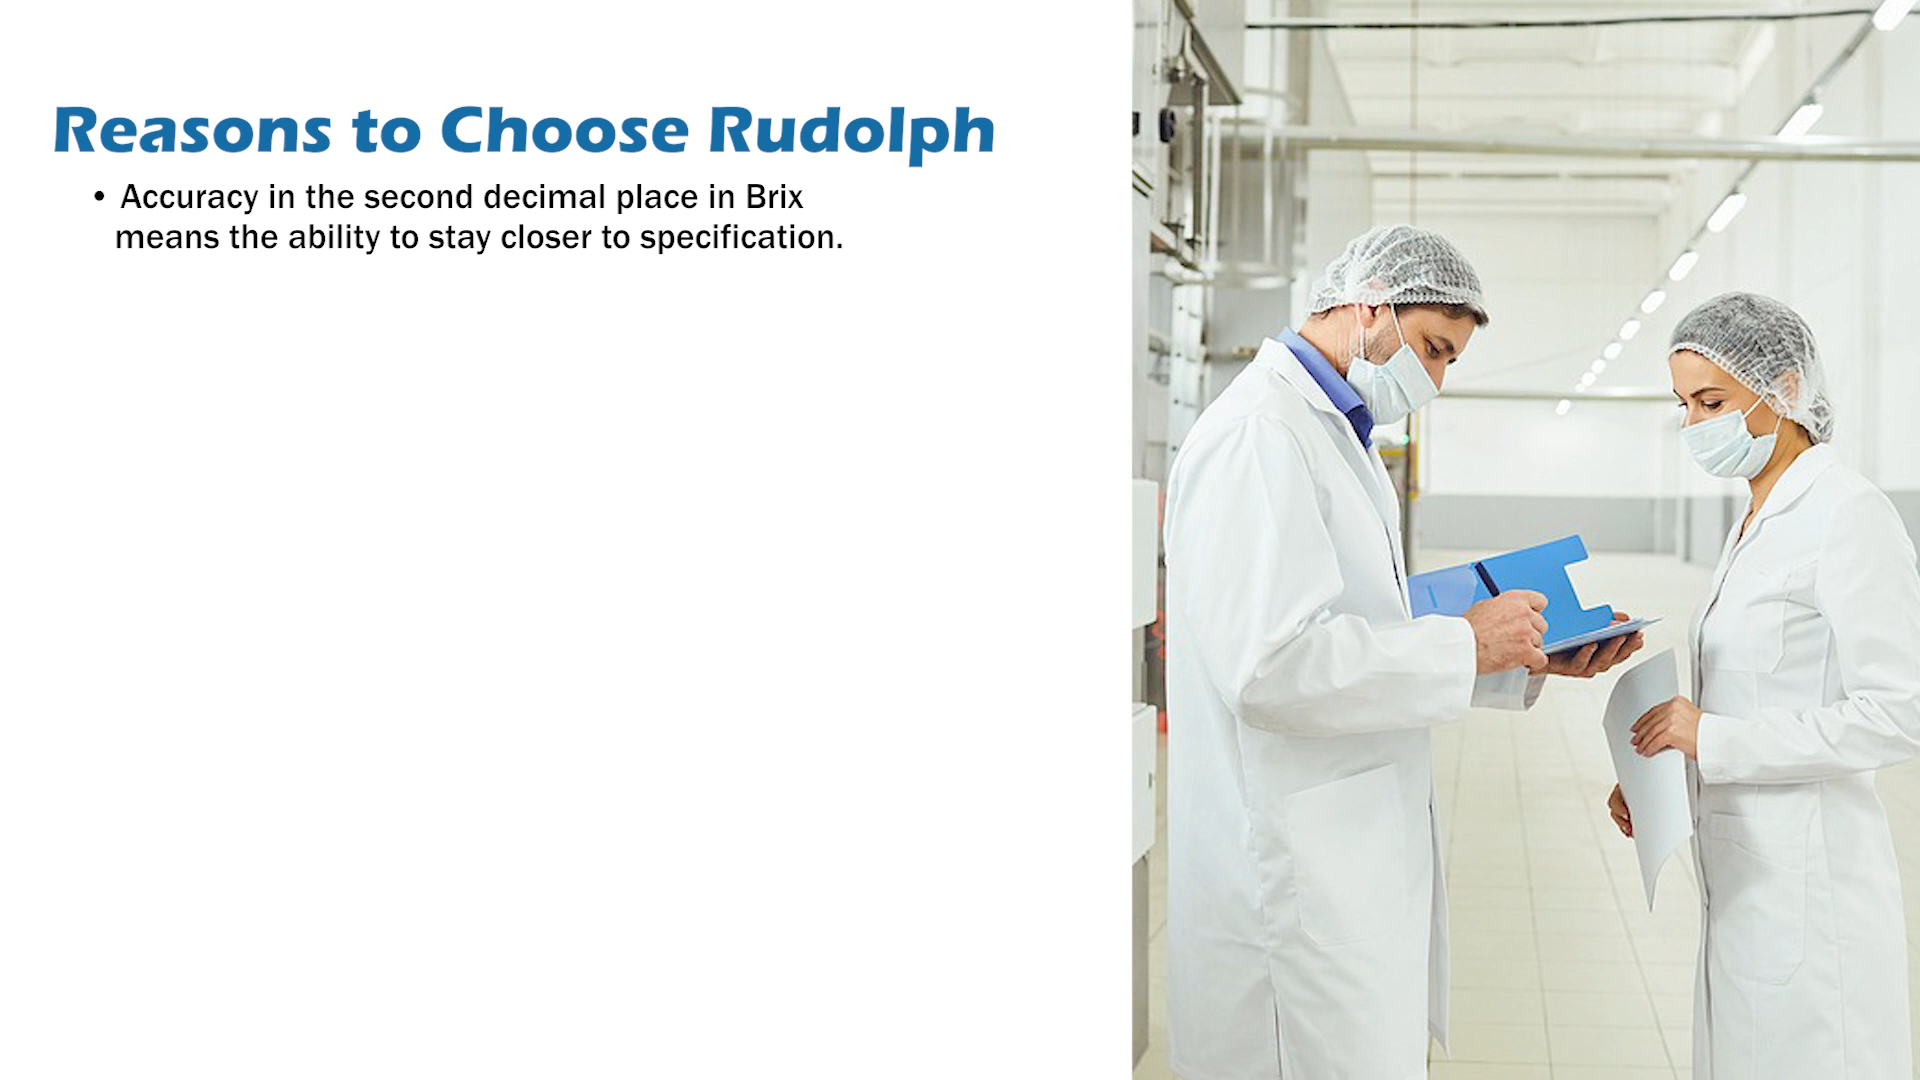 Reasons to Choose Rudolph
• Accuracy in the second decimal place in Brix
means the ability to stay closer to specification.